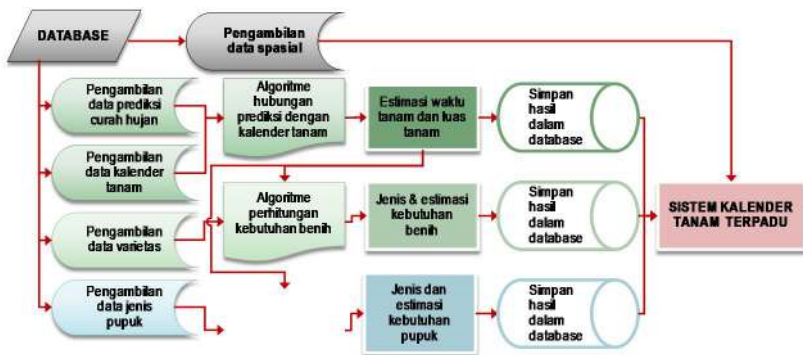 DATABASE
Pengambilan
data spasial
Pengambilan
data prediksi
curah hujan
Algoritme
hubungan
prediksi dengan
kalender tanam
Estimasi waktu
tanam dan luas
tanam
Simpan
hasil
dalam
database
Pengambilan
data kalender
tanam
Pengambilan
data varietas
Algoritme
perhitungan
kebutuhan benih
Jenis & estimasi
kebutuhan
benih
Simpan
hasil
dalam
database
SISTEM KALENDER
TANAM TERPADU
Pengambilan
data jenis
pupuk
Jenis dan
estimasi
kebutuhan
pupuk
Simpan
hasil
dalam
database